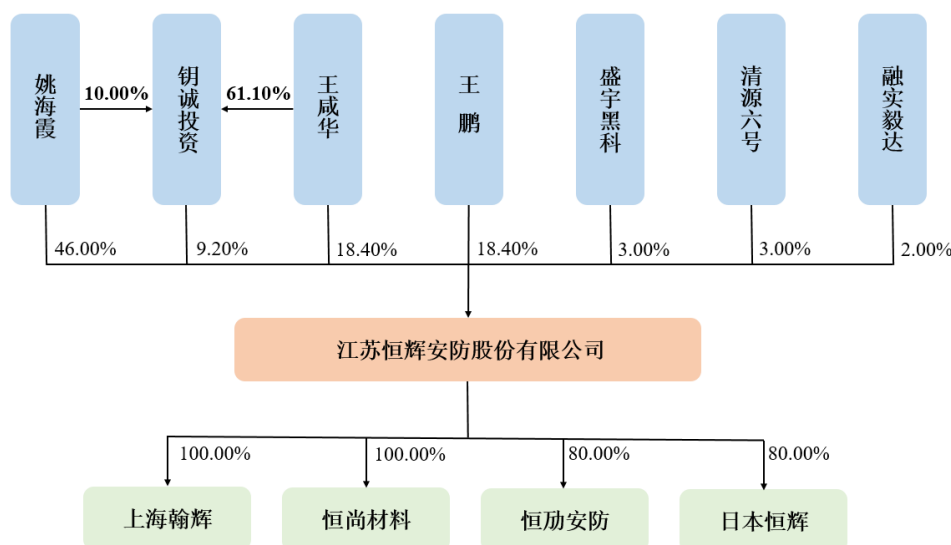 姚海霞
10.00%
钥诚投资
61.10%
王咸华
王 鹏
盛宇黑科
清源六号
融实毅达
46.00%
9.20%
18.40%
18.40%
3.00%
3.00%
2.00%
江苏恒辉安防股份有限公司
100.00%
100.00%
80.00%
80.00%
上海翰辉
恒尚材料
恒劢安防
日本恒辉